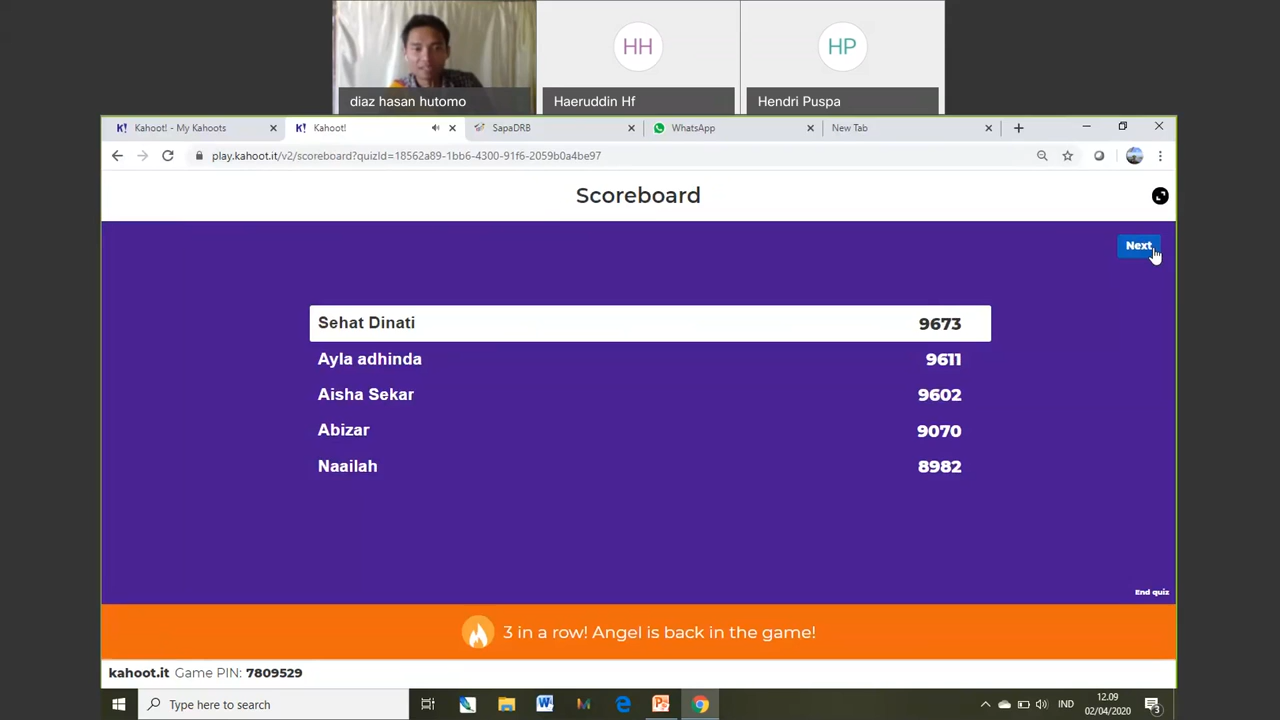 HH
HP
diaz hasan hutomo
Haeruddin Hf
Hendri Puspa
K! Kahoot! - My Kahoots
K! Kahoot!
SapaDRB
WhatsApp
New Tab
play.kahoot.it/v2/scoreboard?quizId=18562a89-1bb6-4300-91f6-2059b0a4be97
Scoreboard
Next
Sehat Dinati 9673
Ayla adhinda 9611
Aisha Sekar 9602
Abizar 9070
Naailah 8982
End quiz
3 in a row! Angel is back in the game!
kahoot.it Game PIN: 7809529
Type here to search
IND
12.09
02/04/2020
3